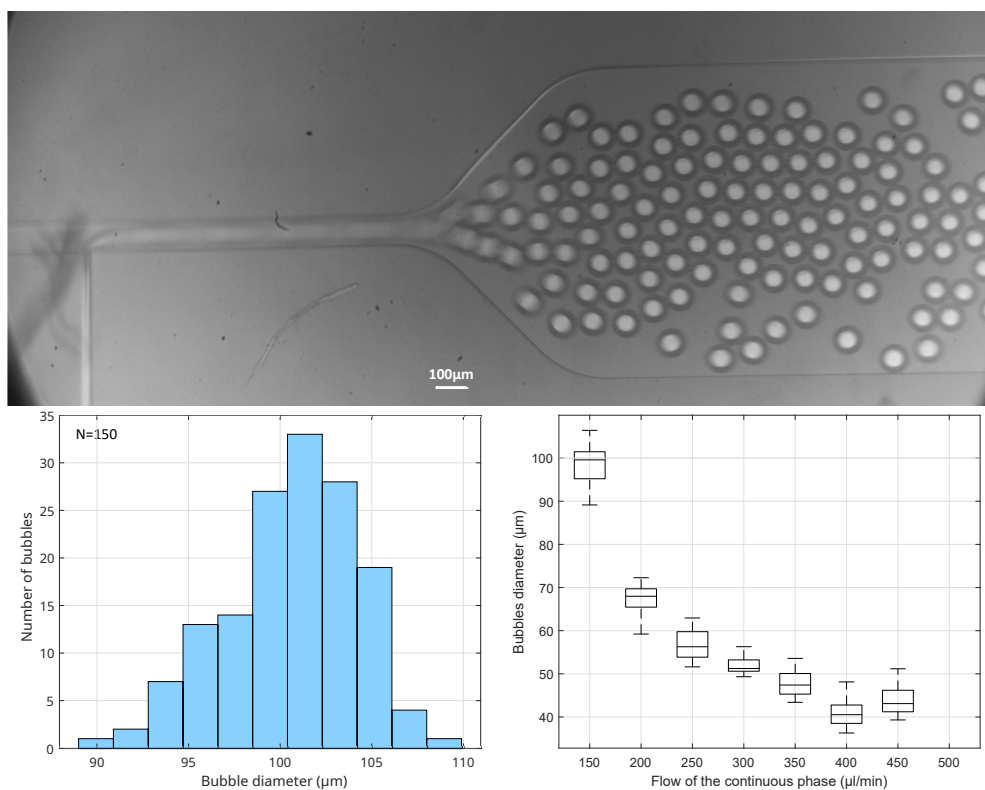 100µm
N=150
35
30
25
20
15
10
5
0
Number of bubbles
90 95 100 105 110
Bubble diameter (µm)
100
90
80
70
60
50
40
Bubbles diameter (µm)
150 200 250 300 350 400 450 500
Flow of the continuous phase (µl/min)